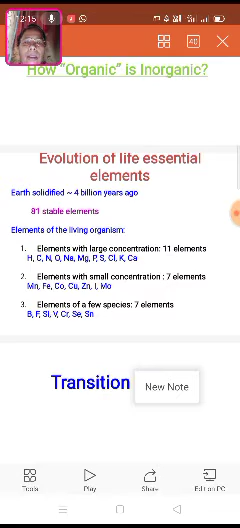 12:15
40
How "Organic" is Inorganic?
Evolution of life essential
elements
Earth solidified ~ 4 billion years ago
81 stable elements
Elements of the living organism:
1. Elements with large concentration: 11 elements
H, C, N, O, Na, Mg, P, S, Cl, K, Ca
2. Elements with small concentration : 7 elements
Mn, Fe, Co, Cu, Zn, I, Mo
3. Elements of a few species: 7 elements
B, F, Si, V, Cr, Se, Sn
Transition
New Note
Tools Play Share Edit on PC